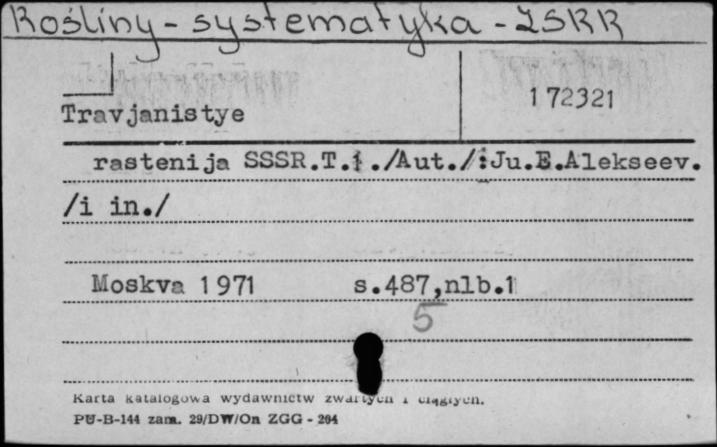 Rośliny - systematyka - ZSRR
172321
Travjanistye
rastenija SSSR.T.1./Aut./:Ju.E.Alekseev.
/i in./
Moskva 1971 s.487,nlb.1
5
Karta katalogowa wydawnictw zwartych i ciągłych.
PU-B-144 zam. 29/DW/On ZGG - 204